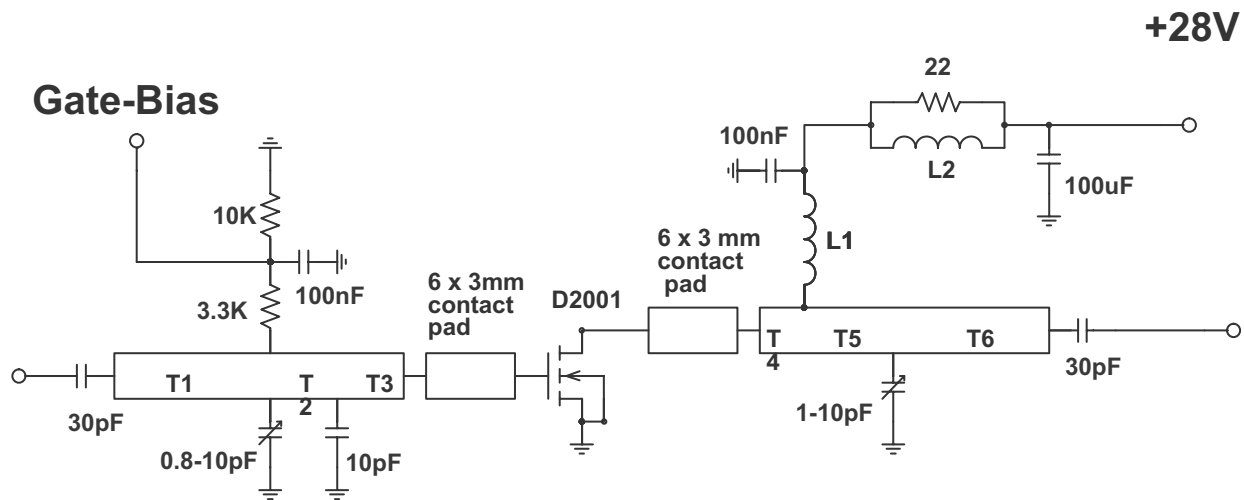 +28V
22
Gate-Bias
100nF
L2
100uF
10K
6 x 3 mm
contact
pad
L1
100nF
6 x 3mm
contact
pad
D2001
3.3K
T1
T
2
T3
T
4
T5
T6
30pF
30pF
1-10pF
0.8-10pF
10pF